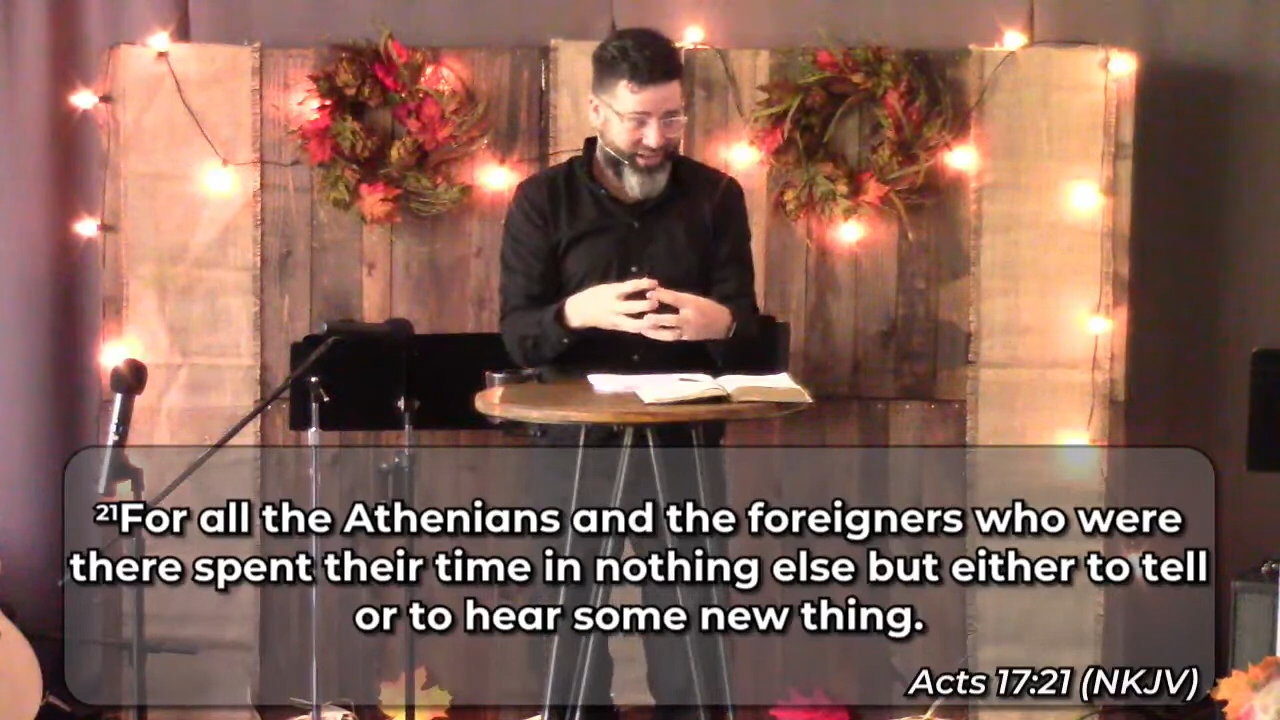 ²¹For all the Athenians and the foreigners who were
there spent their time in nothing else but either to tell
or to hear some new thing.
Acts 17:21 (NKJV)